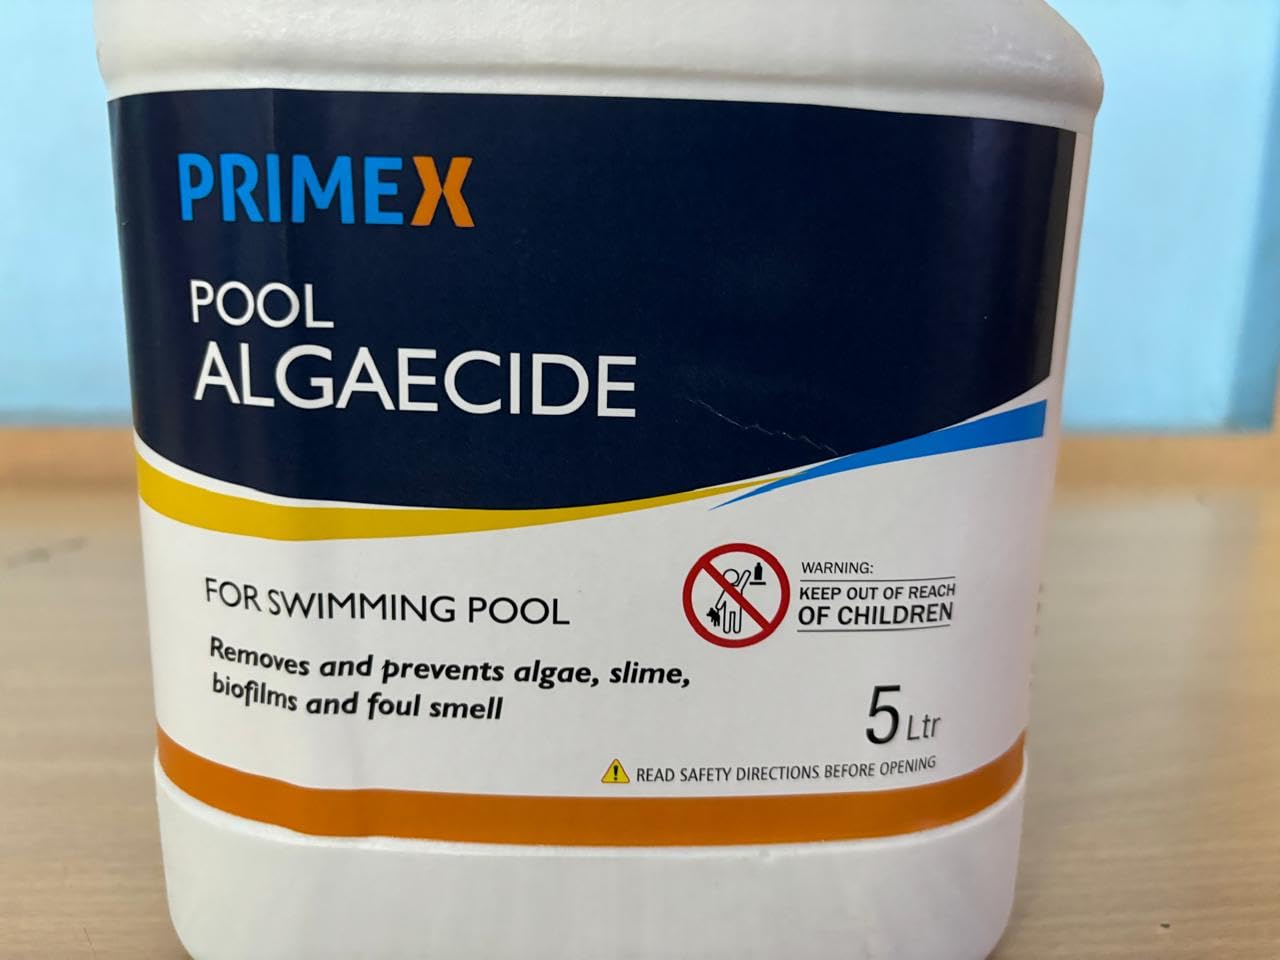 PRIMEX
POOL
ALGAECIDE
FOR SWIMMING POOL
Removes and prevents algae, slime,
biofilms and foul smell
WARNING:
KEEP OUT OF REACH
OF CHILDREN
5 Ltr
READ SAFETY DIRECTIONS BEFORE OPENING